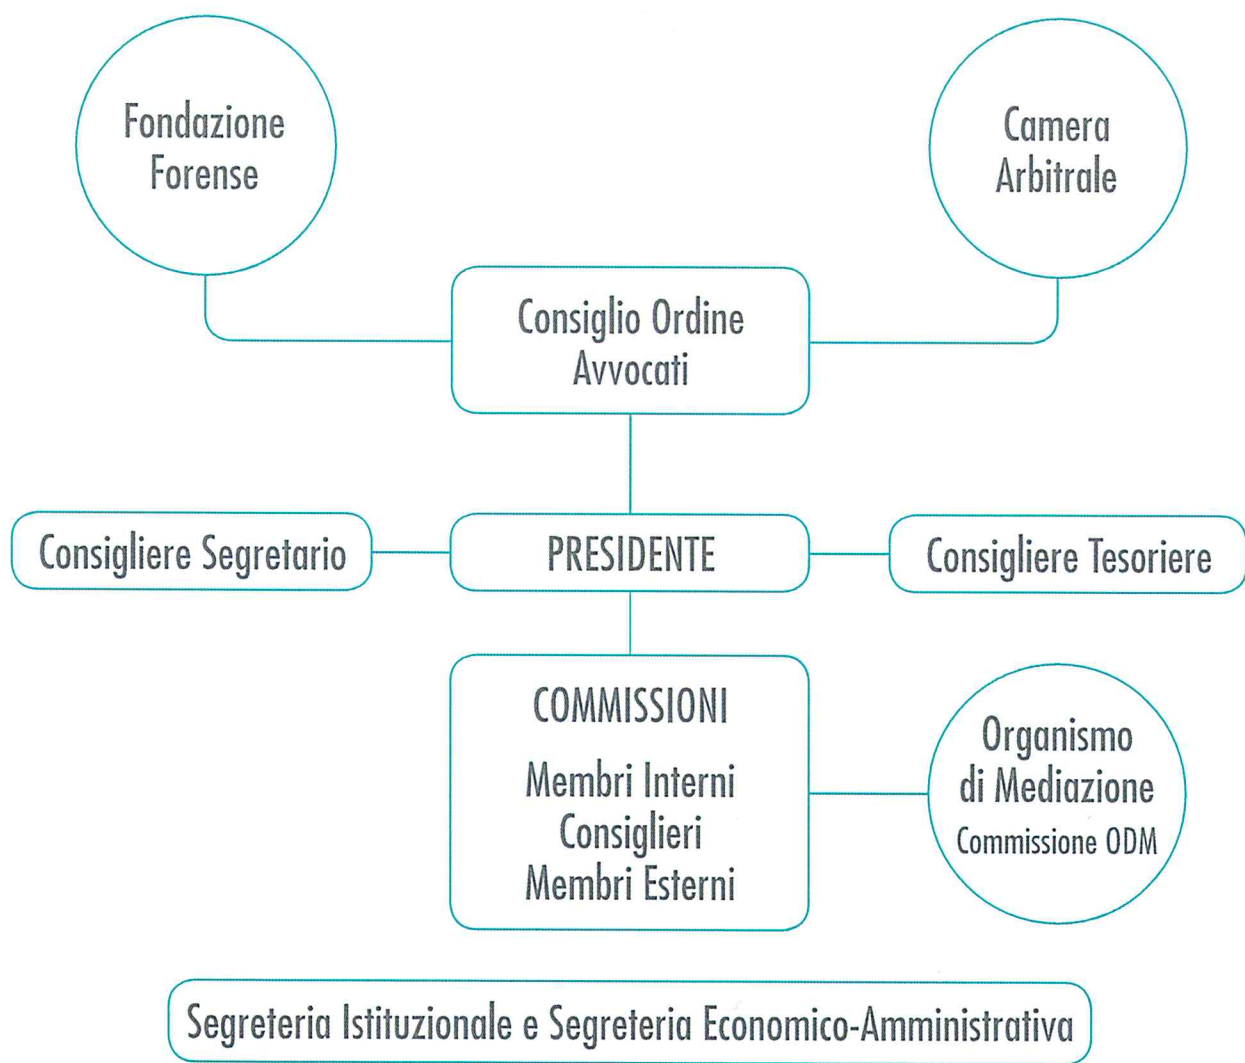 Fondazione
Forense
Camera
Arbitrale
Consiglio Ordine
Avvocati
Consigliere Segretario
PRESIDENTE
Consigliere Tesoriere
COMMISSIONI
Membri Interni
Consiglieri
Membri Esterni
Organismo
di Mediazione
Commissione ODM
Segreteria Istituzionale e Segreteria Economico-Amministrativa